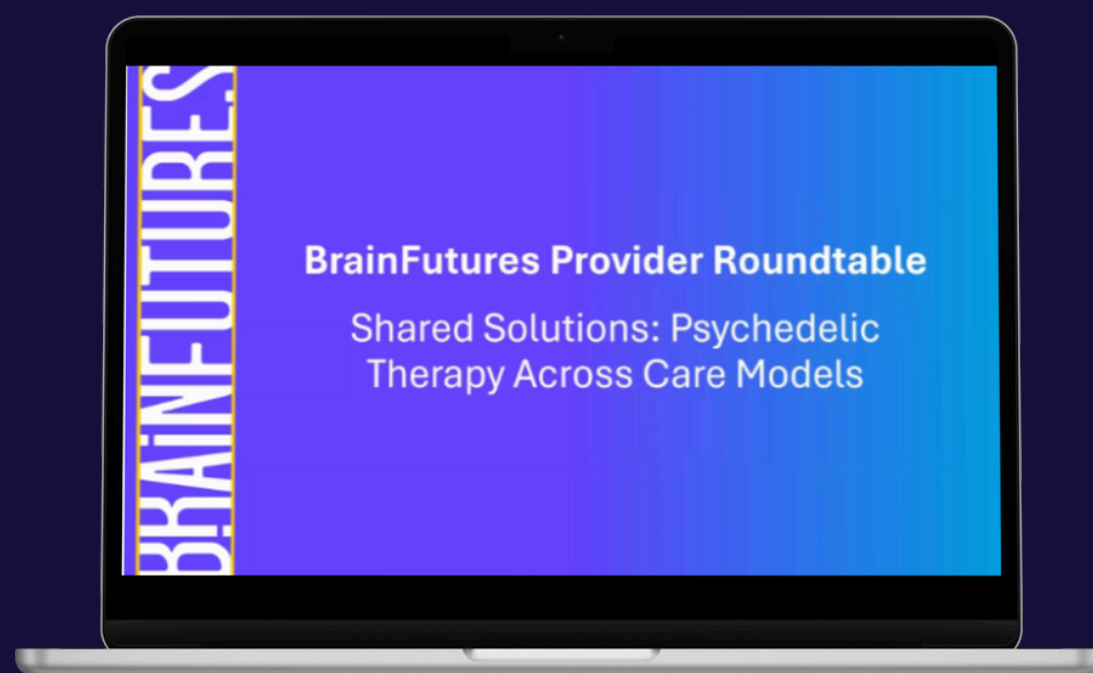 BRAiNFUTURES
BrainFutures Provider Roundtable
Shared Solutions: Psychedelic
Therapy Across Care Models